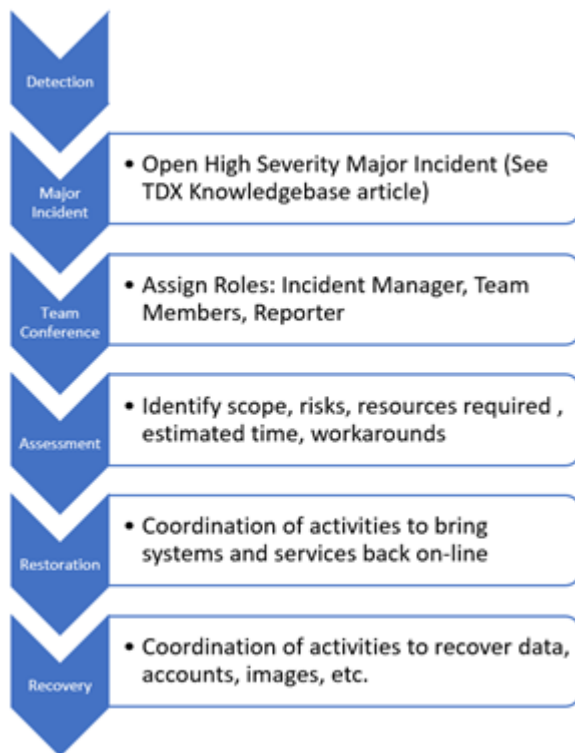 Detection
Major
Incident
• Open High Severity Major Incident (See
TDX Knowledgebase article)
Team
Conference
• Assign Roles: Incident Manager, Team
Members, Reporter
Assessment
• Identify scope, risks, resources required ,
estimated time, workarounds
Restoration
• Coordination of activities to bring
systems and services back on-line
Recovery
• Coordination of activities to recover data,
accounts, images, etc.